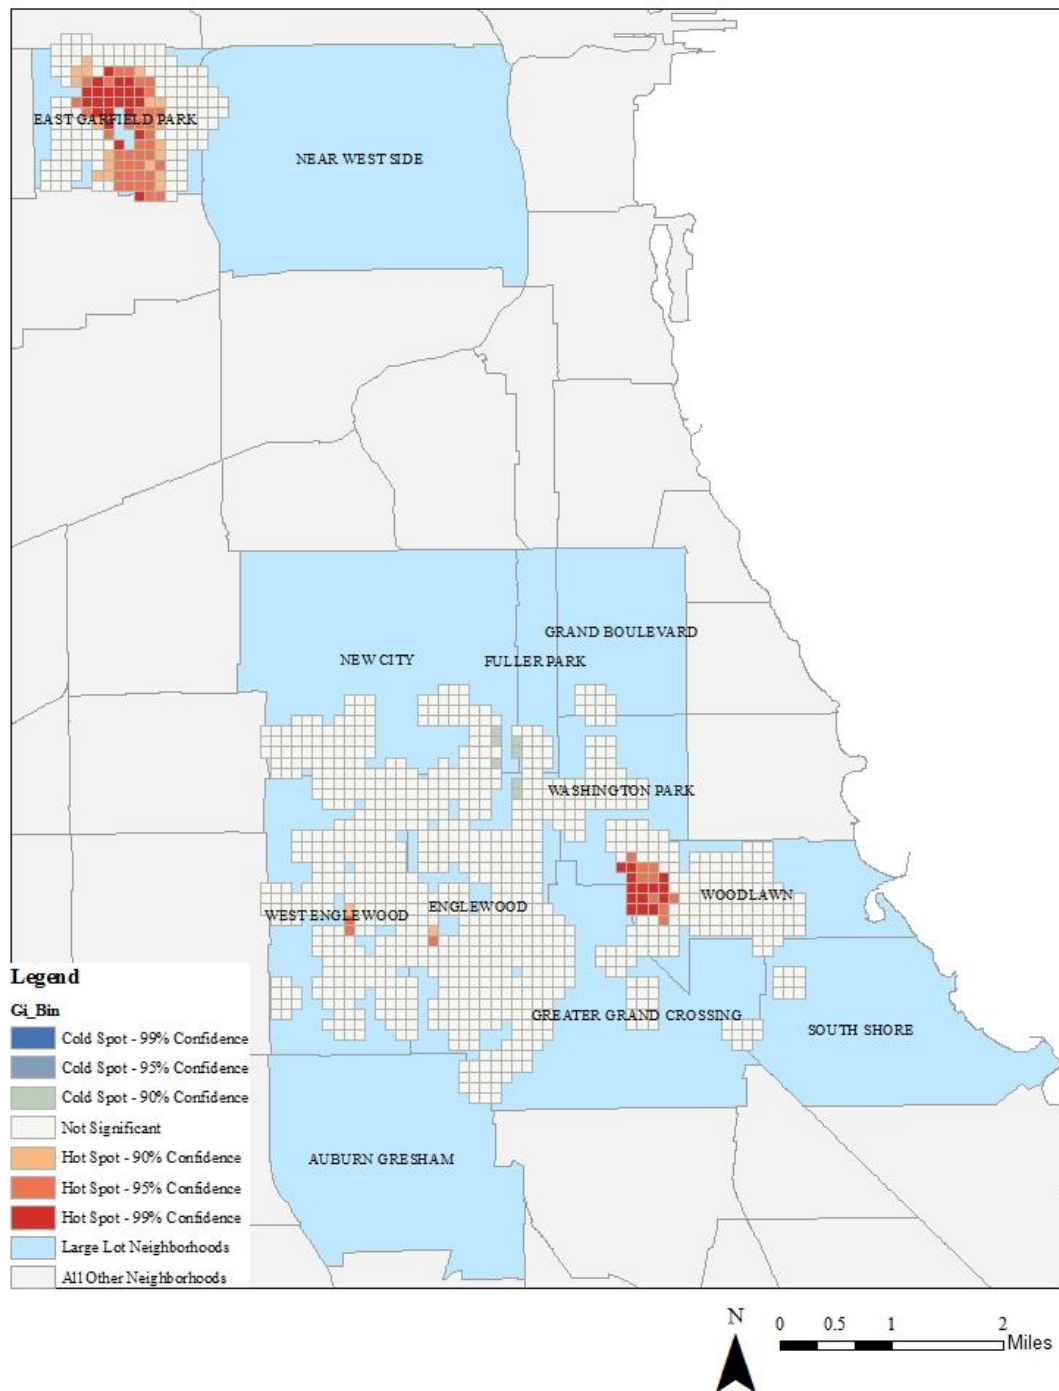 EAST GARFIELD PARK
NEAR WEST SIDE
GRAND BOULEVARD
NEW CITY
FULLER PARK
WASHINGTON PARK
WOODLAWN
ENGLEWOOD
WEST ENGLEWOOD
GREATER GRAND CROSSING
SOUTH SHORE
AUBURN GRESHAM
Legend
Gi_Bin
Cold Spot - 99% Confidence
Cold Spot - 95% Confidence
Cold Spot - 90% Confidence
Not Significant
Hot Spot - 90% Confidence
Hot Spot - 95% Confidence
Hot Spot - 99% Confidence
Large Lot Neighborhoods
All Other Neighborhoods
N
0 0.5 1 2
Miles